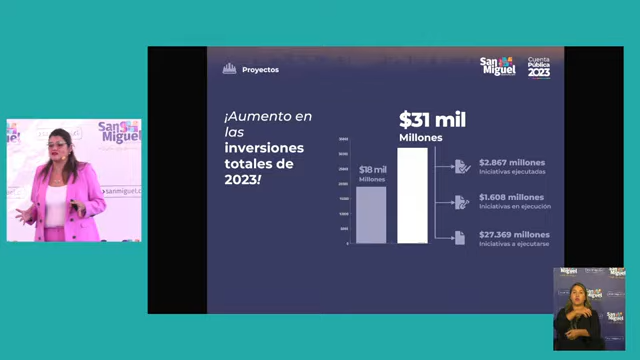 Proyectos
San
Miguel
Cuenta
Pública
2023
¡Aumento en
las
inversiones
totales de
2023!
$31 mil
Millones
$18 mil
Millones
$2.867 millones
Iniciativas ejecutadas
$1.608 millones
Iniciativas en ejecución
$27.369 millones
Iniciativas a ejecutarse
San
Miguel
sanmiguel.c
San
Miguel